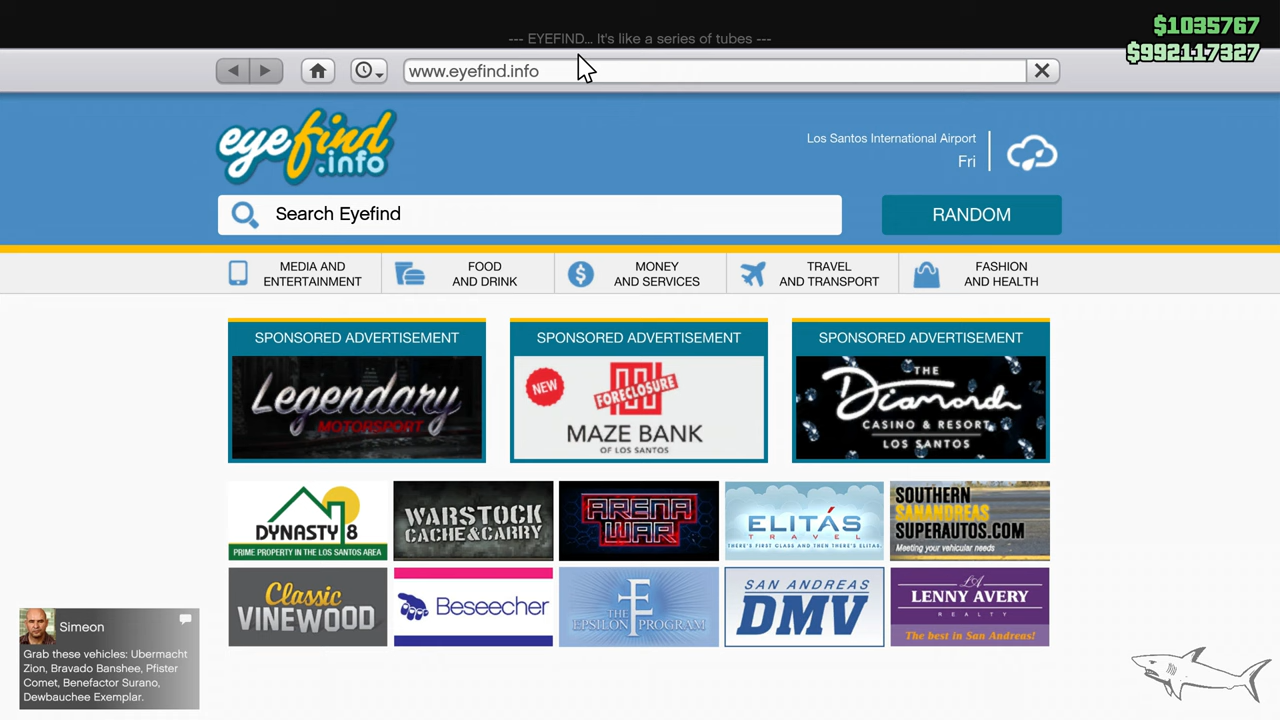 --- EYEFIND... It's like a series of tubes ---
$1035767
$992117327
www.eyefind.info
eyefind
.info
Los Santos International Airport
Fri
Search Eyefind
RANDOM
MEDIA AND
ENTERTAINMENT
FOOD
AND DRINK
MONEY
AND SERVICES
TRAVEL
AND TRANSPORT
FASHION
AND HEALTH
SPONSORED ADVERTISEMENT
Legendary
MOTORSPORT
SPONSORED ADVERTISEMENT
NEW
FORECLOSURE
MAZE BANK
OF LOS SANTOS
SPONSORED ADVERTISEMENT
THE
Diamond
CASINO & RESORT
LOS SANTOS
DYNASTY 8
PRIME PROPERTY IN THE LOS SANTOS AREA
WARSTOCK
CACHE&CARRY
ARENA
WAR
ELITÁS
TRAVEL
THERE'S FIRST CLASS AND THEN THERE'S ELITAS.
SOUTHERN
SANANDREAS
SUPERAUTOS.COM
Meeting your vehicular needs
Classic
VINEWOOD
Beseecher
THE
EPSILON PROGRAM
SAN ANDREAS
DMV
LA
LENNY AVERY
REALTY
The best in San Andreas!
Simeon
Grab these vehicles: Ubermacht
Zion, Bravado Banshee, Pfister
Comet, Benefactor Surano,
Dewbauchee Exemplar.